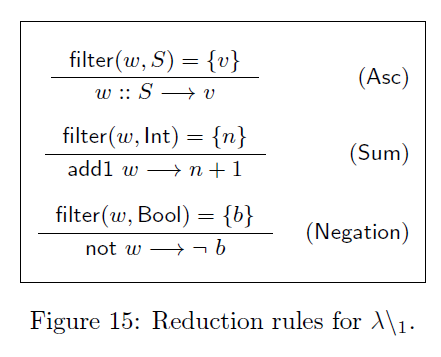 filter(w, S) = {v}
w :: S ⟶ v
(Asc)
filter(w, Int) = {n}
add1 w ⟶ n + 1
(Sum)
filter(w, Bool) = {b}
not w ⟶ ¬ b
(Negation)
Figure 15: Reduction rules for λ\₁.